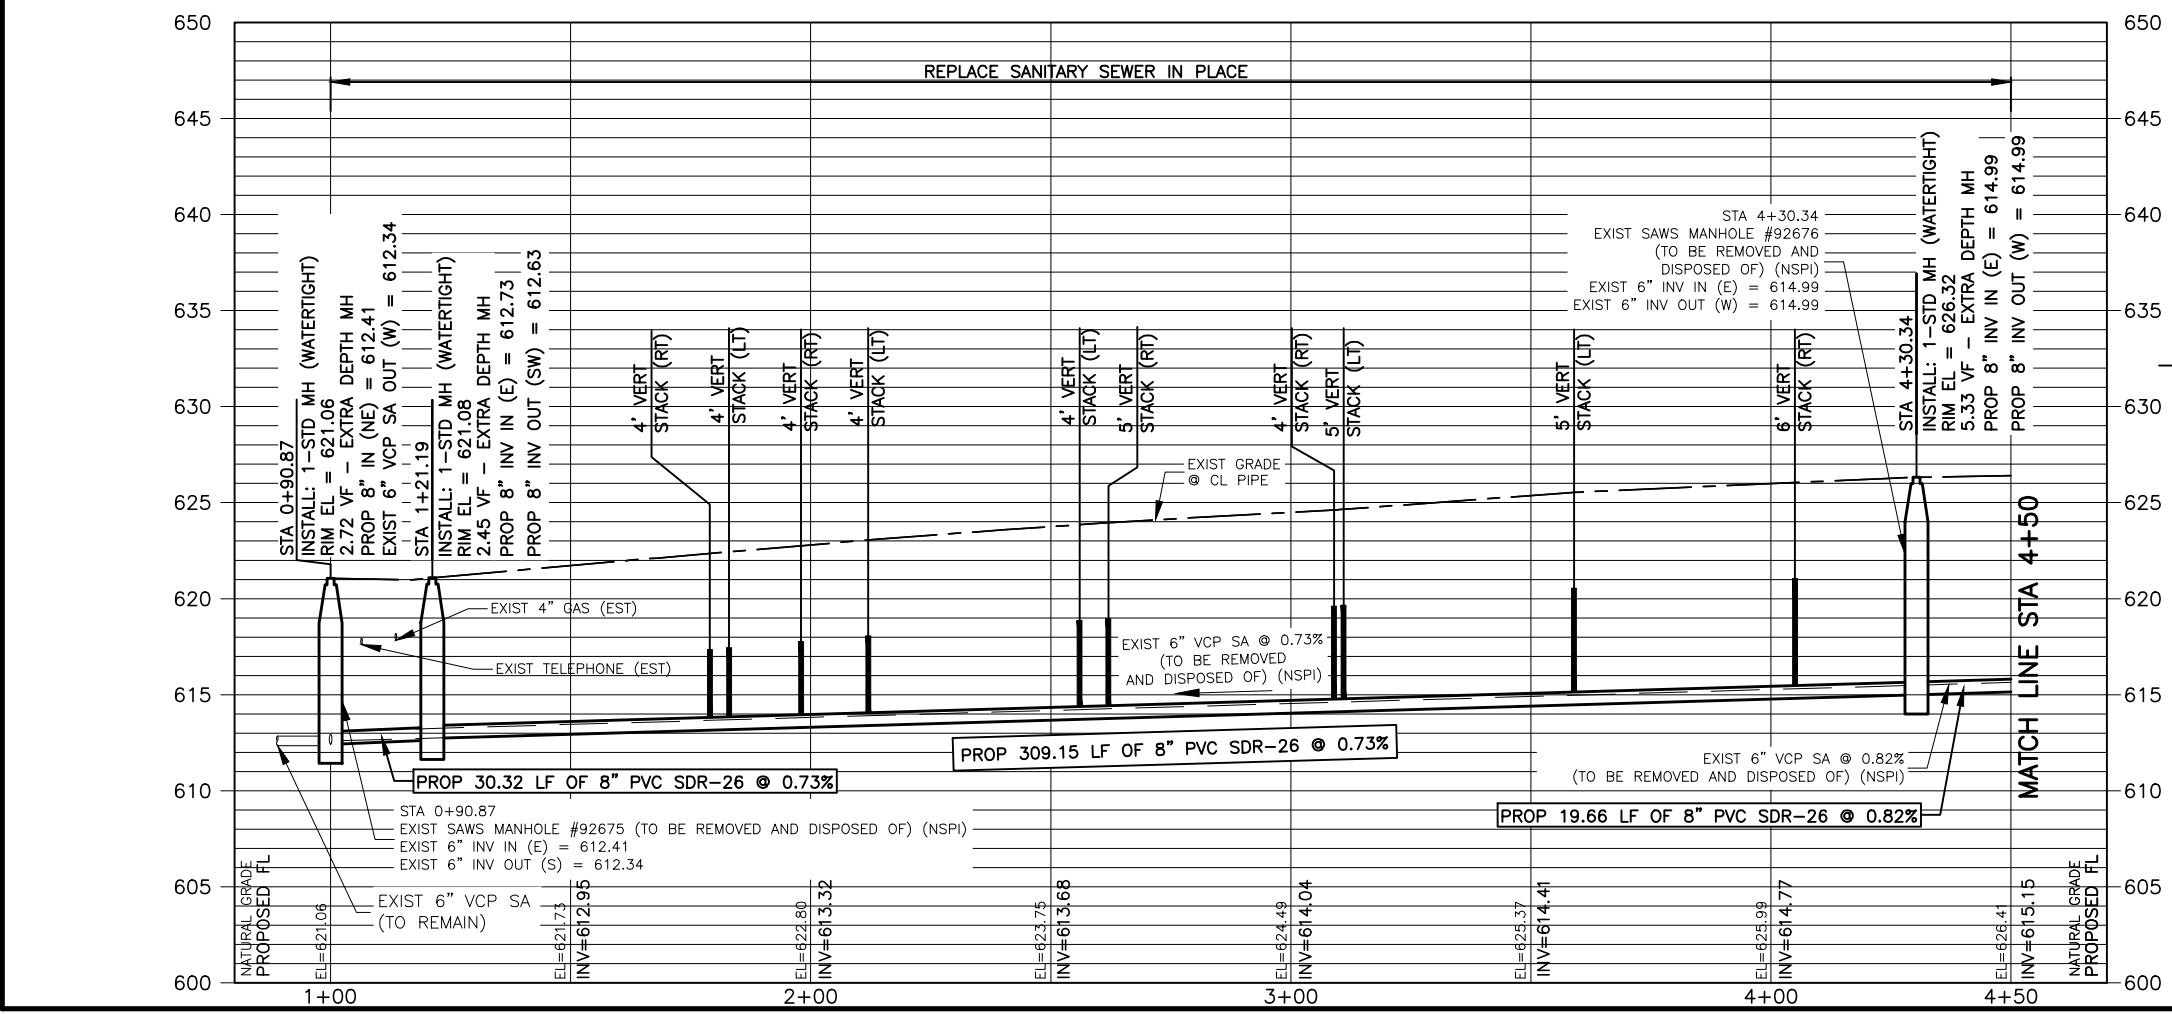 650
650
REPLACE SANITARY SEWER IN PLACE
645
645
640
640
635
635
630
630
625
625
620
620
615
615
610
610
605
605
600
600
STA 0+90.87
INSTALL: 1-STD MH (WATERTIGHT)
RIM EL = 621.06
2.72 VF - EXTRA DEPTH MH
PROP 8" IN (NE) = 612.41
EXIST 6" VCP SA OUT (W) = 612.34
STA 1+21.19
INSTALL: 1-STD MH (WATERTIGHT)
RIM EL = 621.08
2.45 VF - EXTRA DEPTH MH
PROP 8" INV IN (E) = 612.73
PROP 8" INV OUT (SW) = 612.63
4' VERT
STACK (RT)
4' VERT
STACK (LT)
4' VERT
STACK (RT)
4' VERT
STACK (LT)
4' VERT
STACK (LT)
5' VERT
STACK (RT)
4' VERT
STACK (RT)
5' VERT
STACK (LT)
5' VERT
STACK (LT)
6' VERT
STACK (RT)
STA 4+30.34
EXIST SAWS MANHOLE #92676
(TO BE REMOVED AND
DISPOSED OF) (NSPI)
EXIST 6" INV IN (E) = 614.99
EXIST 6" INV OUT (W) = 614.99
STA 4+30.34
INSTALL: 1-STD MH (WATERTIGHT)
RIM EL = 626.32
5.33 VF - EXTRA DEPTH MH
PROP 8" INV IN (E) = 614.99
PROP 8" INV OUT (W) = 614.99
EXIST GRADE
@ CL PIPE
EXIST 4" GAS (EST)
EXIST TELEPHONE (EST)
EXIST 6" VCP SA @ 0.73%
(TO BE REMOVED
AND DISPOSED OF) (NSPI)
MATCH LINE STA 4+50
PROP 309.15 LF OF 8" PVC SDR-26 @ 0.73%
PROP 30.32 LF OF 8" PVC SDR-26 @ 0.73%
EXIST 6" VCP SA @ 0.82%
(TO BE REMOVED AND DISPOSED OF) (NSPI)
PROP 19.66 LF OF 8" PVC SDR-26 @ 0.82%
STA 0+90.87
EXIST SAWS MANHOLE #92675 (TO BE REMOVED AND DISPOSED OF) (NSPI)
EXIST 6" INV IN (E) = 612.41
EXIST 6" INV OUT (S) = 612.34
EXIST 6" VCP SA
(TO REMAIN)
NATURAL GRADE
PROPOSED FL
EL=621.06
EL=621.73
INV=612.95
EL=622.80
INV=613.32
EL=623.75
INV=613.68
EL=624.49
INV=614.04
EL=625.37
INV=614.41
EL=625.99
INV=614.77
EL=626.41
INV=615.15
NATURAL GRADE
PROPOSED FL
1+00
2+00
3+00
4+00
4+50